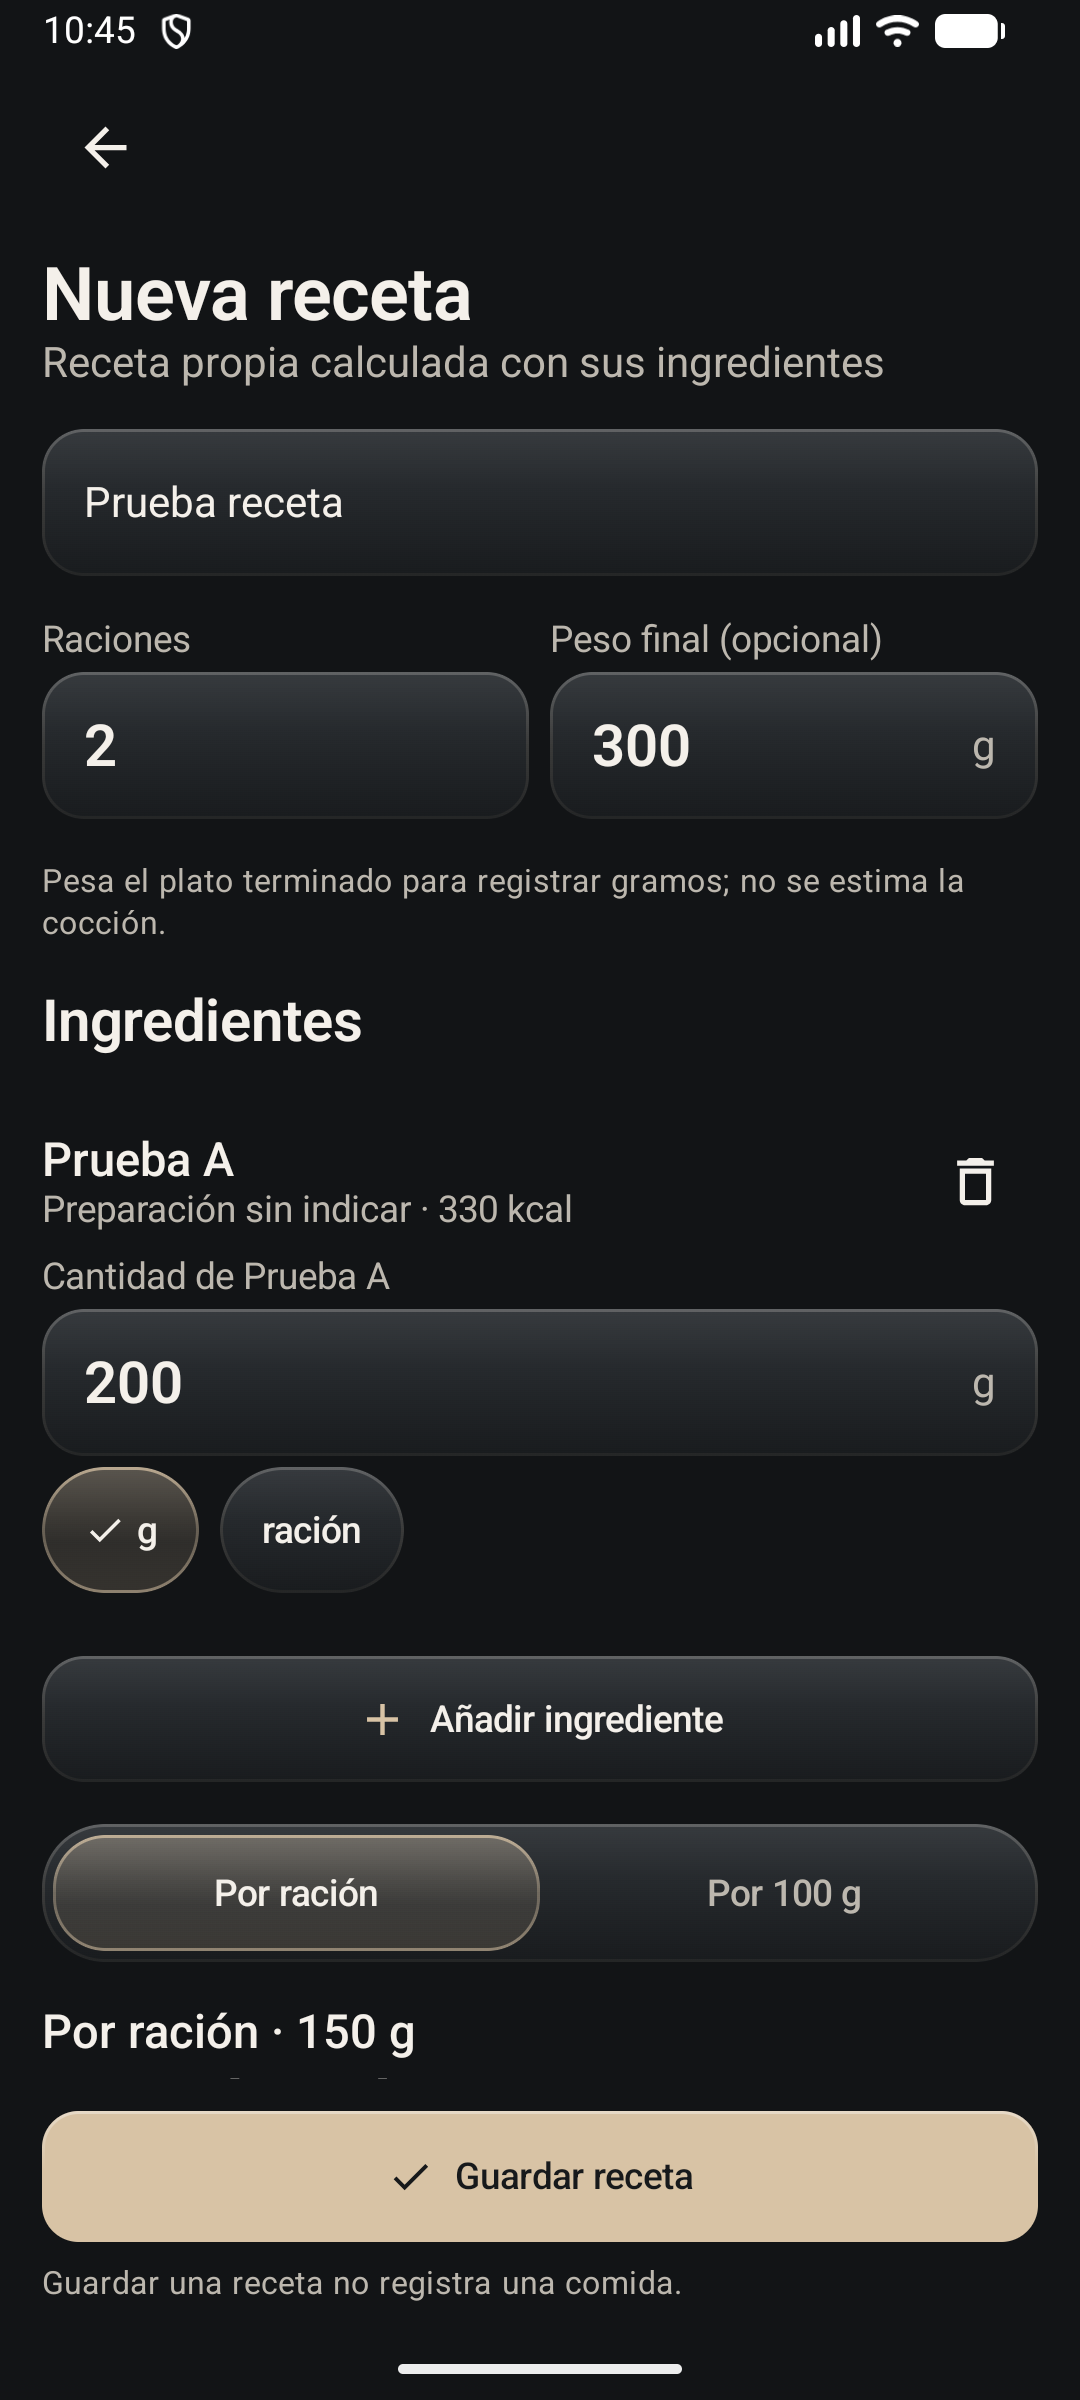 10:45
Nueva receta
Receta propia calculada con sus ingredientes
Prueba receta
Raciones
Peso final (opcional)
2
300 g
Pesa el plato terminado para registrar gramos; no se estima la
cocción.
Ingredientes
Prueba A
Preparación sin indicar · 330 kcal
Cantidad de Prueba A
200 g
g
ración
Añadir ingrediente
Por ración
Por 100 g
Por ración · 150 g
Guardar receta
Guardar una receta no registra una comida.